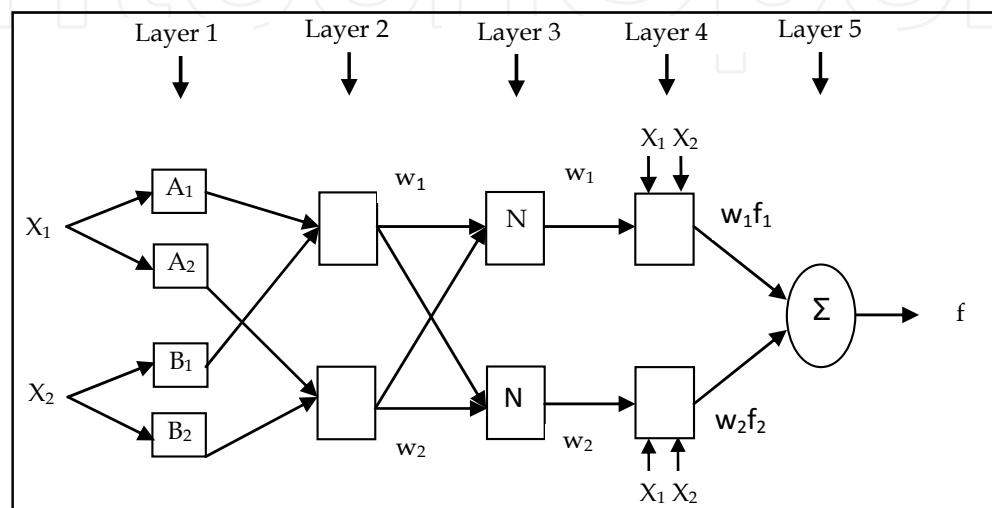 Layer 1 Layer 2 Layer 3 Layer 4 Layer 5
X₁ X₂
A₁ w₁ w₁
X₁ N w₁f₁
A₂
Σ f
B₁
X₂ N w₂f₂
B₂
w₂ w₂
X₁ X₂